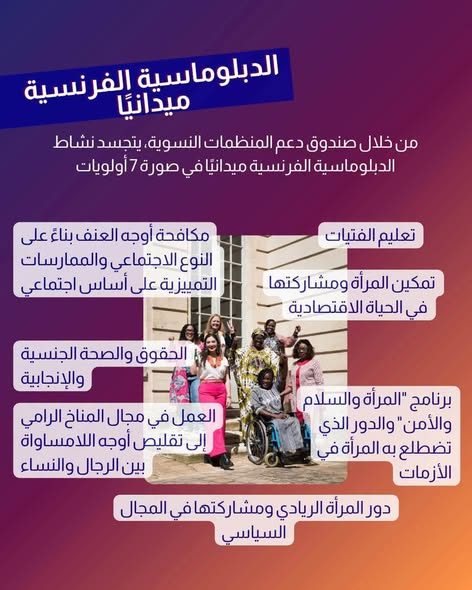 الدبلوماسية الفرنسية
ميدانيًا
من خلال صندوق دعم المنظمات النسوية، يتجسد نشاط
الدبلوماسية الفرنسية ميدانيًا في صورة 7 أولويات
تعليم الفتيات
تمكين المرأة ومشاركتها
في الحياة الاقتصادية
برنامج "المرأة والسلام
والأمن" والدور الذي
تضطلع به المرأة في
الأزمات
مكافحة أوجه العنف بناءً على
النوع الاجتماعي والممارسات
التمييزية على أساس اجتماعي
الحقوق والصحة الجنسية
والإنجابية
العمل في مجال المناخ الرامي
إلى تقليص أوجه اللامساواة
بين الرجال والنساء
دور المرأة الريادي ومشاركتها في المجال
السياسي